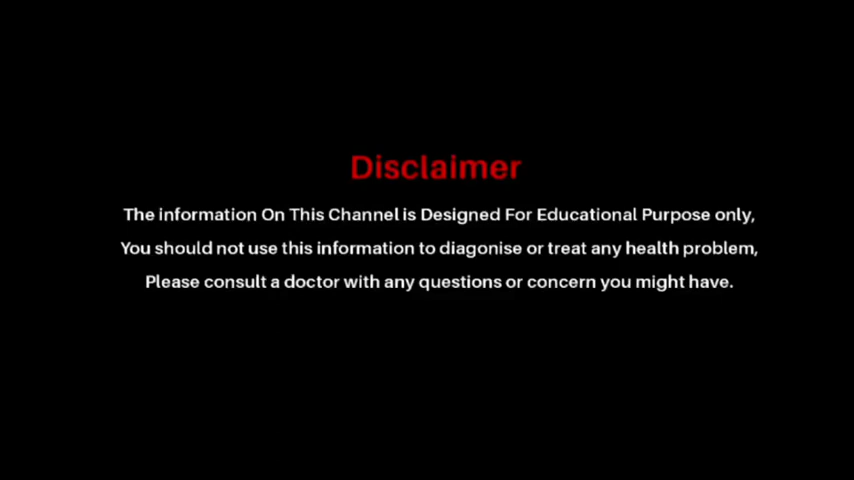 Disclaimer
The information On This Channel is Designed For Educational Purpose only,
You should not use this information to diagonise or treat any health problem,
Please consult a doctor with any questions or concern you might have.